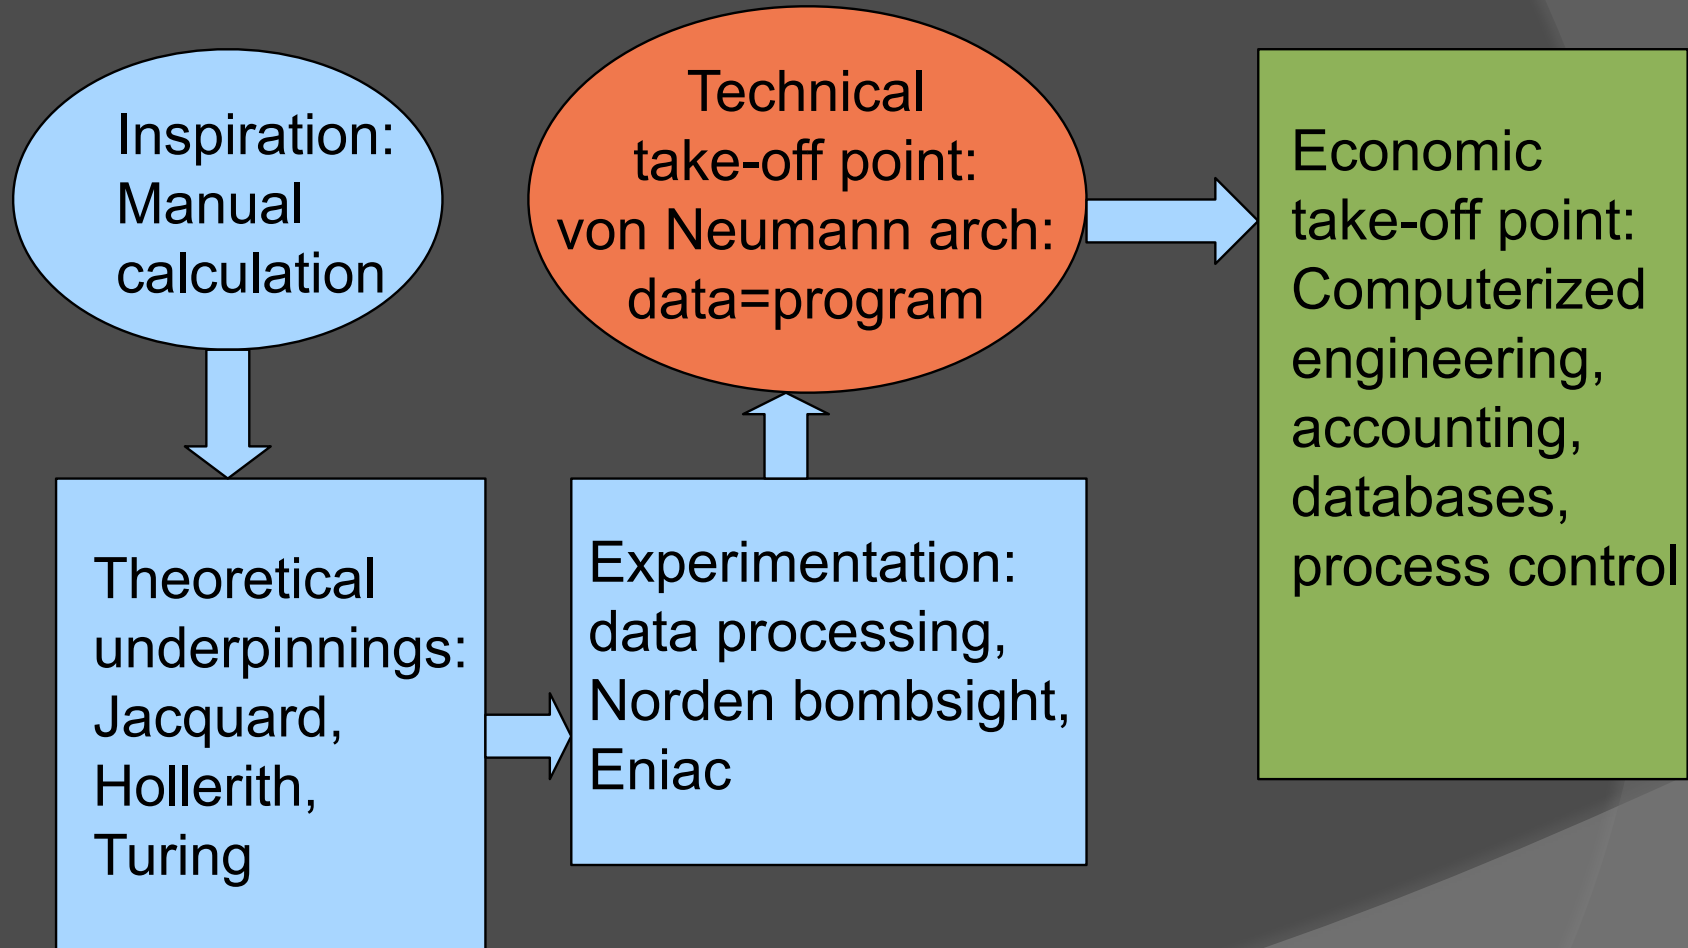 Inspiration:
Manual
calculation
Theoretical
underpinnings:
Jacquard,
Hollerith,
Turing
Experimentation:
data processing,
Norden bombsight,
Eniac
Technical
take-off point:
von Neumann arch:
data=program
Economic
take-off point:
Computerized
engineering,
accounting,
databases,
process control